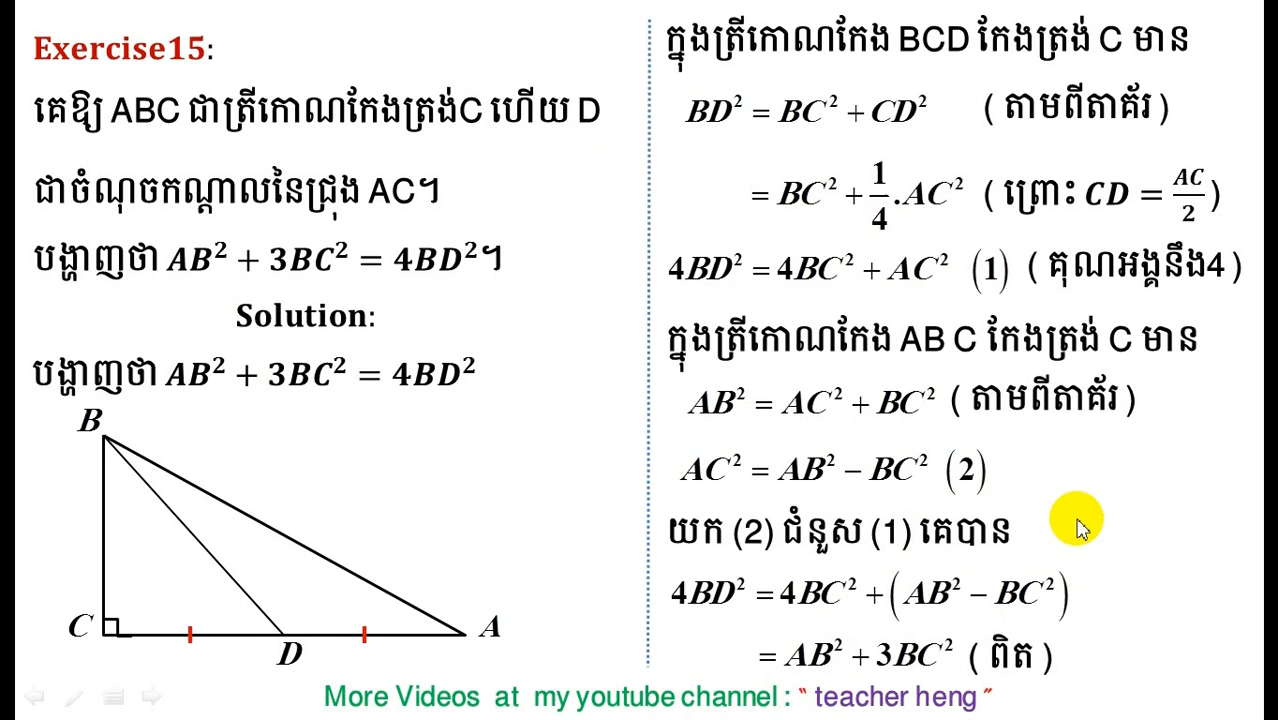 Exercise15:
គេឱ្យ ABC ជាត្រីកោណកែងត្រង់C ហើយ D
ជាចំណុចកណ្ដាលនៃជ្រុង AC។
បង្ហាញថា AB² + 3BC² = 4BD²។
Solution:
បង្ហាញថា AB² + 3BC² = 4BD²
B
C
D
A
ក្នុងត្រីកោណកែង BCD កែងត្រង់ C មាន
BD² = BC² + CD² ( តាមពីតាគ័រ )
= BC² + 1/4 .AC² ( ព្រោះ CD = AC/2 )
4BD² = 4BC² + AC² (1) ( គុណអង្គនឹង4 )
ក្នុងត្រីកោណកែង AB C កែងត្រង់ C មាន
AB² = AC² + BC² ( តាមពីតាគ័រ )
AC² = AB² − BC² (2)
យក (2) ជំនួស (1) គេបាន
4BD² = 4BC² + ( AB² − BC² )
= AB² + 3BC² ( ពិត )
More Videos at my youtube channel : “ teacher heng ”